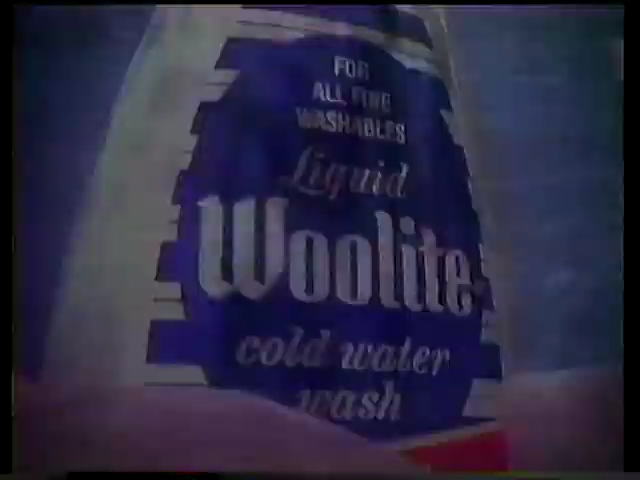 FOR
ALL FINE
WASHABLES
Liquid
Woolite
cold water
wash